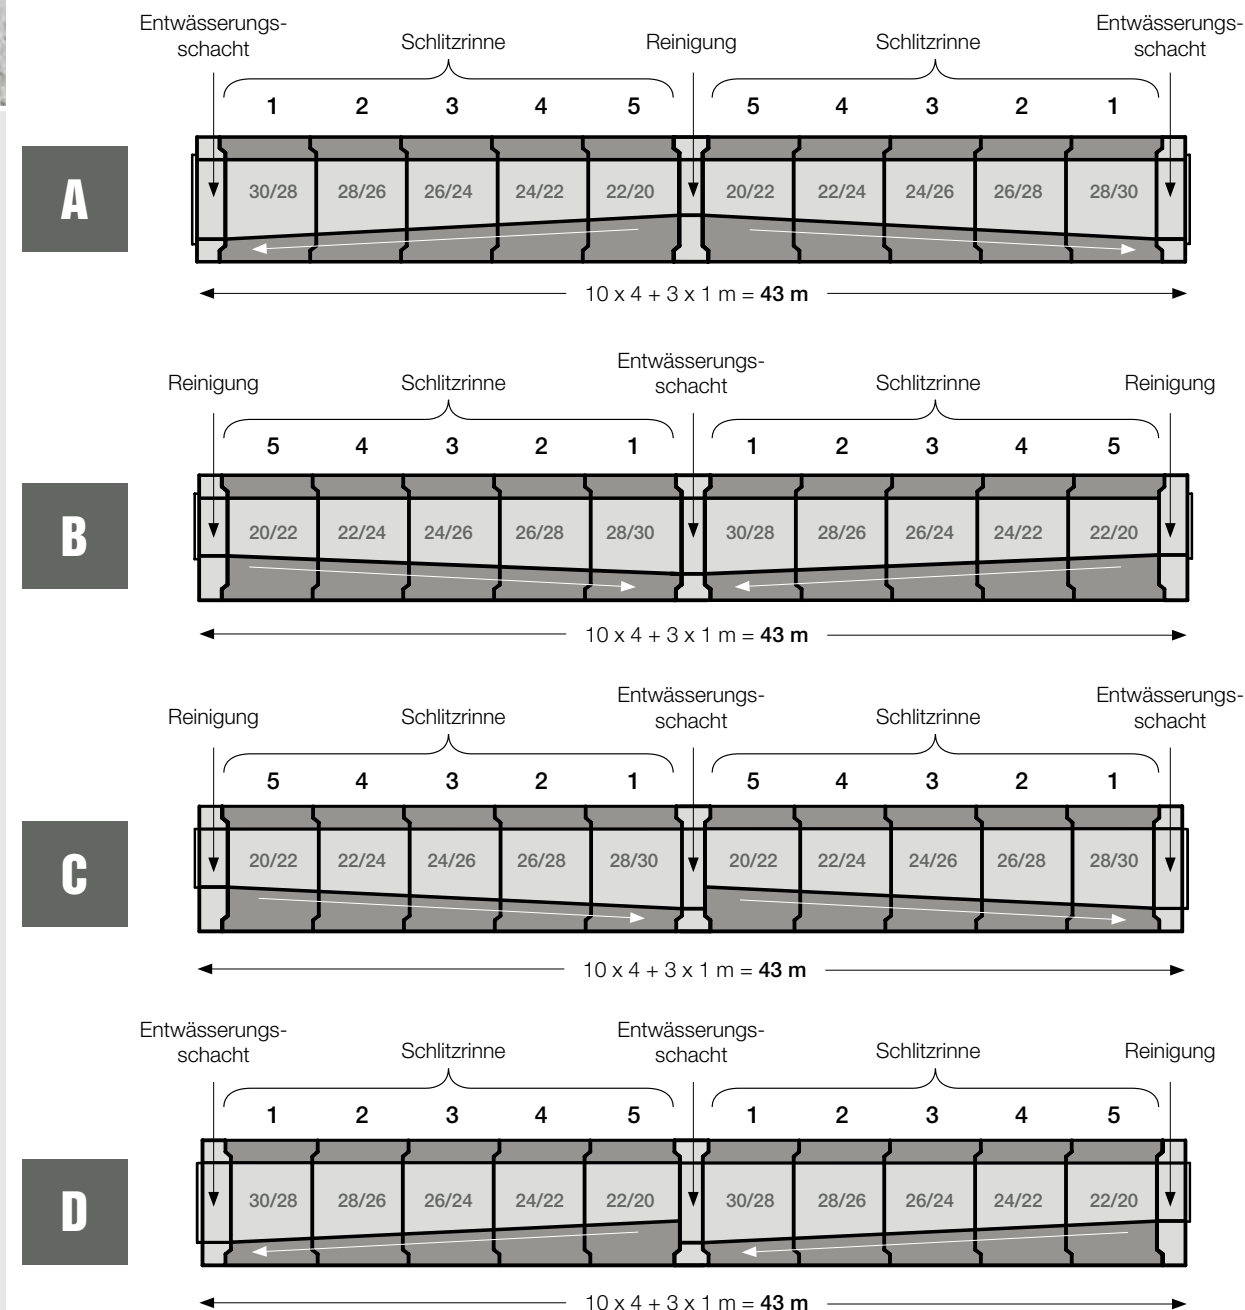 Entwässerungs-
schacht
Schlitzrinne
Reinigung
Schlitzrinne
Entwässerungs-
schacht
1 2 3 4 5 5 4 3 2 1
A
30/28 28/26 26/24 24/22 22/20 20/22 22/24 24/26 26/28 28/30
10 x 4 + 3 x 1 m = 43 m
Reinigung
Schlitzrinne
Entwässerungs-
schacht
Schlitzrinne
Reinigung
5 4 3 2 1 1 2 3 4 5
B
20/22 22/24 24/26 26/28 28/30 30/28 28/26 26/24 24/22 22/20
10 x 4 + 3 x 1 m = 43 m
Reinigung
Schlitzrinne
Entwässerungs-
schacht
Schlitzrinne
Entwässerungs-
schacht
5 4 3 2 1 5 4 3 2 1
C
20/22 22/24 24/26 26/28 28/30 20/22 22/24 24/26 26/28 28/30
10 x 4 + 3 x 1 m = 43 m
Entwässerungs-
schacht
Schlitzrinne
Entwässerungs-
schacht
Schlitzrinne
Reinigung
1 2 3 4 5 1 2 3 4 5
D
30/28 28/26 26/24 24/22 22/20 30/28 28/26 26/24 24/22 22/20
10 x 4 + 3 x 1 m = 43 m